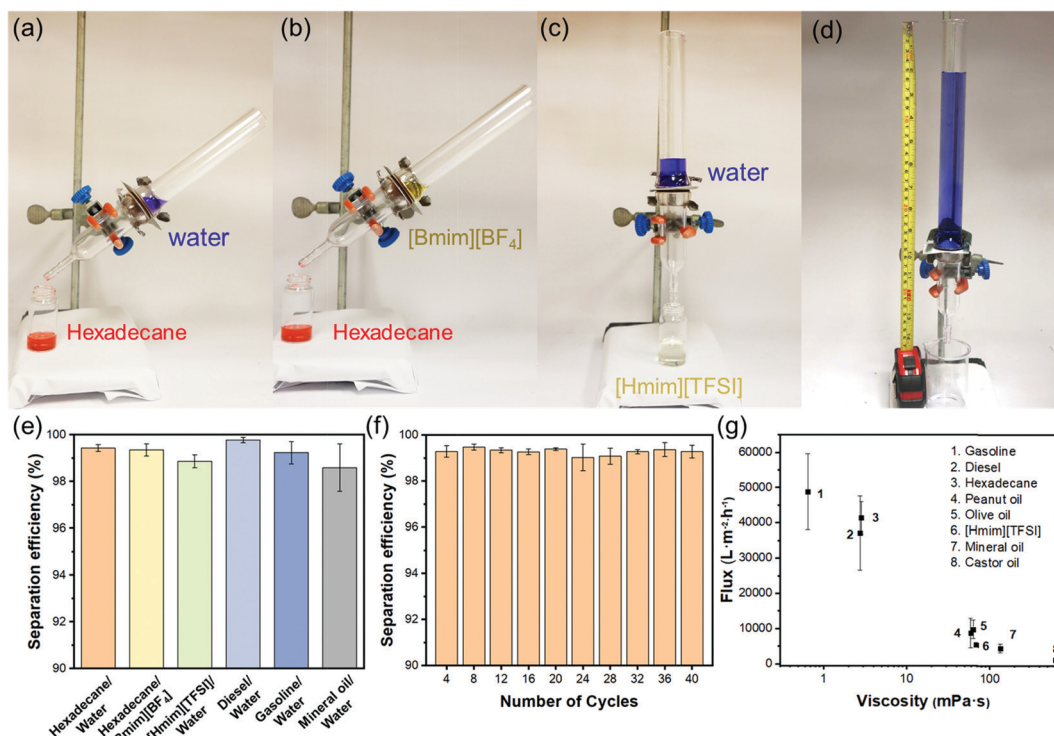 (a)
(b)
(c)
(d)
water
Hexadecane
[Bmim][BF4]
Hexadecane
water
[Hmim][TFSI]
(e)
Separation efficiency (%)
100
98
96
94
92
90
Hexadecane/
Water
Hexadecane/
Bmim][BF4]
[Hmim][TFSI]/
Water
Diesel/
Water
Gasoline/
Water
Mineral oil/
Water
(f)
Separation efficiency (%)
100
99
98
97
96
95
94
93
92
91
90
4 8 12 16 20 24 28 32 36 40
Number of Cycles
(g)
Flux (L·m-2·h-1)
60000
50000
40000
30000
20000
10000
0
1
2
3
4
5
6
7
1. Gasoline
2. Diesel
3. Hexadecane
4. Peanut oil
5. Olive oil
6. [Hmim][TFSI]
7. Mineral oil
8. Castor oil
1 10 100
Viscosity (mPa·s)